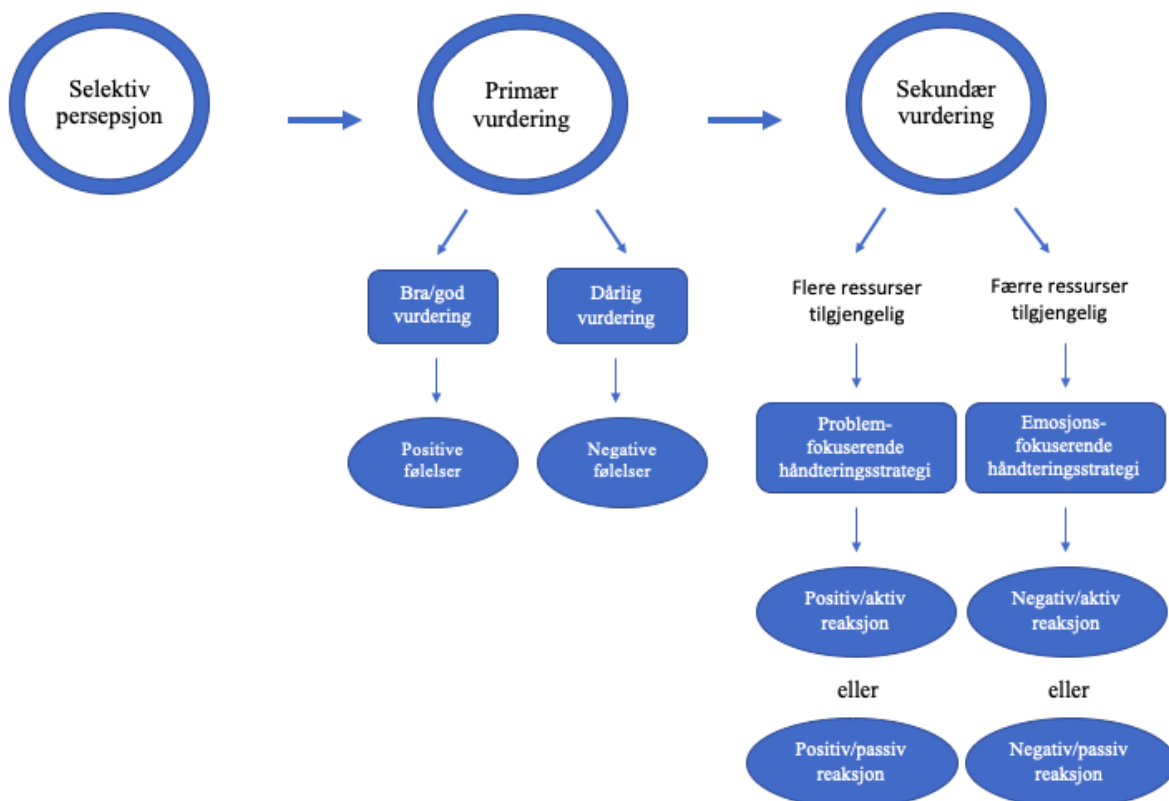 Selektiv
persepsjon
Primær
vurdering
Sekundær
vurdering
Bra/god
vurdering
Dårlig
vurdering
Positive
følelser
Negative
følelser
Flere ressurser
tilgjengelig
Færre ressurser
tilgjengelig
Problem-
fokuserende
håndteringsstrategi
Emosjons-
fokuserende
håndteringsstrategi
Positiv/aktiv
reaksjon
Negativ/aktiv
reaksjon
eller
eller
Positiv/passiv
reaksjon
Negativ/passiv
reaksjon